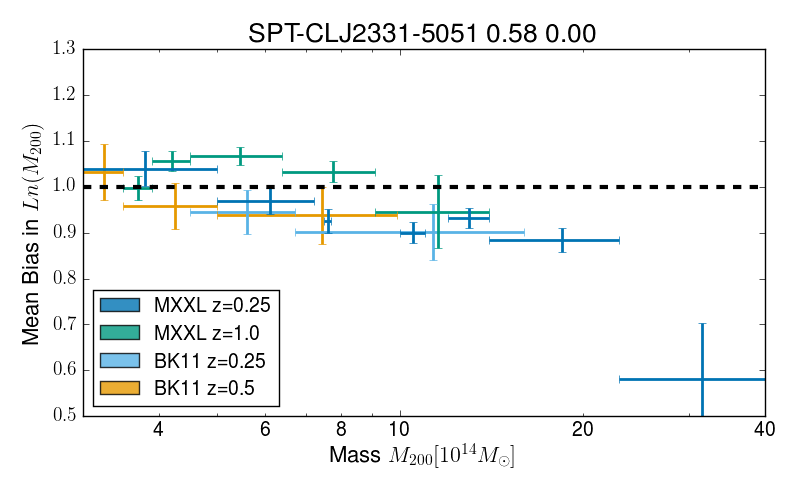 SPT-CLJ2331-5051 0.58 0.00
Mean Bias in Ln(M200)
1.3
1.2
1.1
1.0
0.9
0.8
0.7
0.6
0.5
MXXL z=0.25
MXXL z=1.0
BK11 z=0.25
BK11 z=0.5
4 6 8 10 20 40
Mass M200[10^14 M⊙]